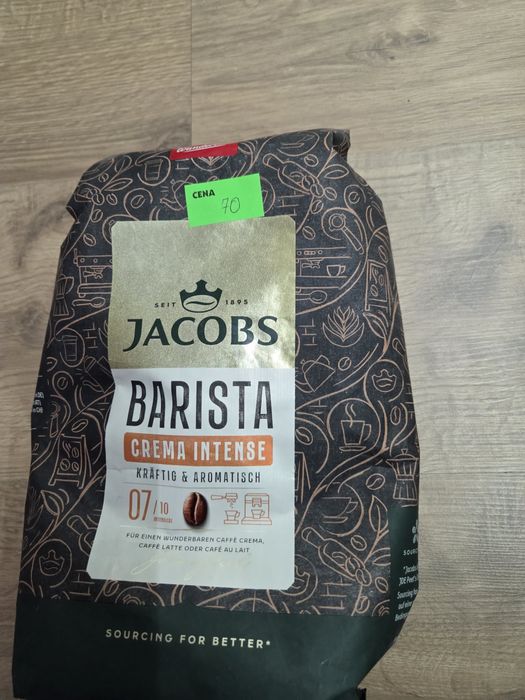 CENA
70
SEIT 1895
JACOBS
BARISTA
CREMA INTENSE
KRÄFTIG & AROMATISCH
07/10
FÜR EINEN WUNDERBAREN CAFFÈ CREMA,
CAFFÈ LATTE ODER CAFÉ AU LAIT
SOURCING FOR BETTER*